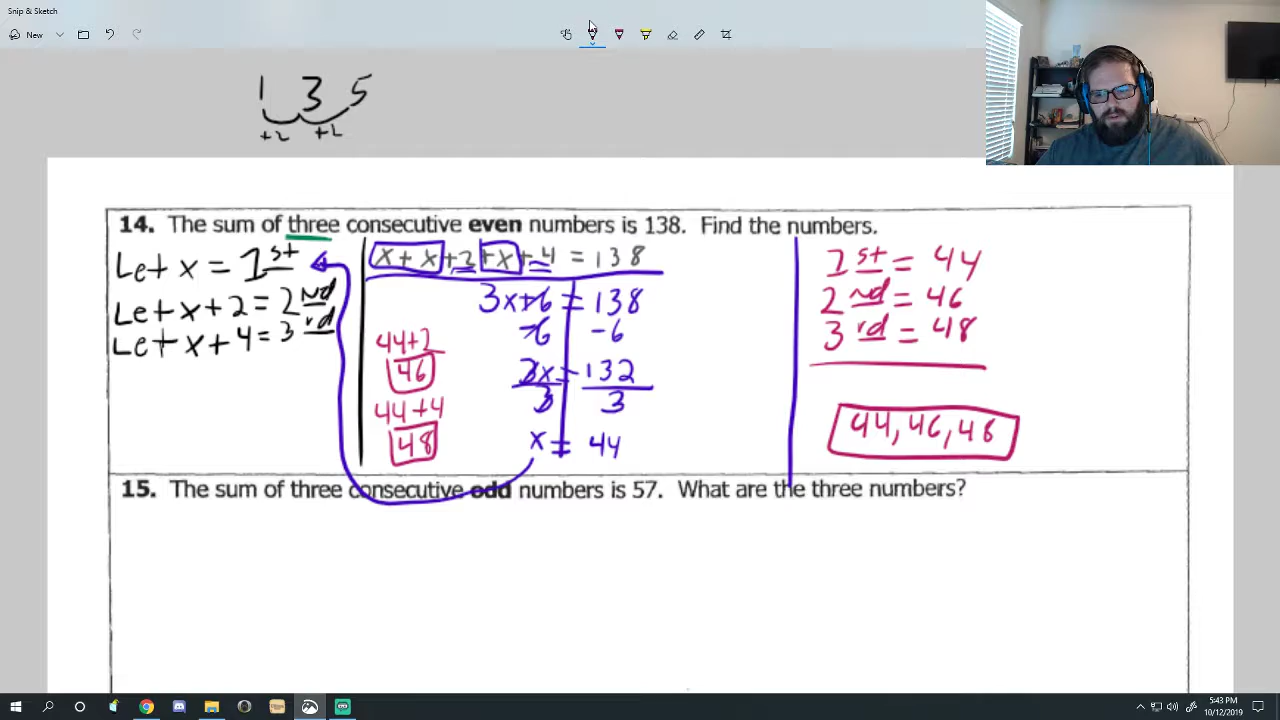 Snip & Sketch
New
1 3 5
+2 +2
14. The sum of three consecutive even numbers is 138. Find the numbers.
Let x = 1st
Let x+2 = 2nd
Let x+4 = 3rd
x + x + 2 + x + 4 = 138
3x+6 = 138
-6 -6
3x = 132
3 3
x = 44
44+2
46
44+4
48
1st = 44
2nd = 46
3rd = 48
44, 46, 48
15. The sum of three consecutive odd numbers is 57. What are the three numbers?
5:43 PM
10/12/2019